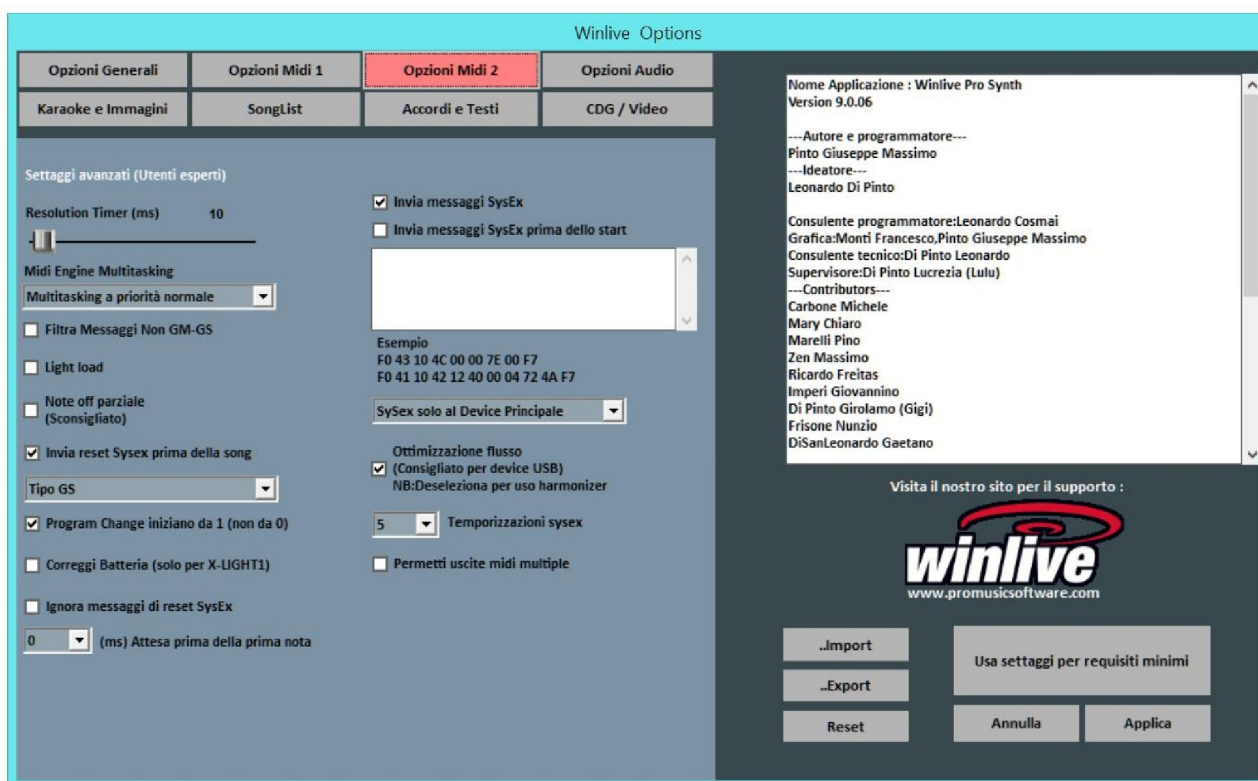 Winlive Options
Opzioni Generali
Opzioni Midi 1
Opzioni Midi 2
Opzioni Audio
Karaoke e Immagini
SongList
Accordi e Testi
CDG / Video
Settaggi avanzati (Utenti esperti)
Resolution Timer (ms) 10
Midi Engine Multitasking
Multitasking a priorità normale
Filtra Messaggi Non GM-GS
Light load
Note off parziale
(Sconsigliato)
Invia reset Sysex prima della song
Tipo GS
Program Change iniziano da 1 (non da 0)
Correggi Batteria (solo per X-LIGHT1)
Ignora messaggi di reset SysEx
0 (ms) Attesa prima della prima nota
Invia messaggi SysEx
Invia messaggi SysEx prima dello start
Esempio
F0 43 10 4C 00 00 7E 00 F7
F0 41 10 42 12 40 00 04 72 4A F7
SySex solo al Device Principale
Ottimizzazione flusso
(Consigliato per device USB)
NB:Deseleziona per uso harmonizer
5 Temporizzazioni sysex
Permetti uscite midi multiple
Nome Applicazione : Winlive Pro Synth
Version 9.0.06
---Autore e programmatore---
Pinto Giuseppe Massimo
---Ideatore---
Leonardo Di Pinto
Consulente programmatore:Leonardo Cosmai
Grafica:Monti Francesco,Pinto Giuseppe Massimo
Consulente tecnico:Di Pinto Leonardo
Supervisore:Di Pinto Lucrezia (Lulu)
---Contributors---
Carbone Michele
Mary Chiaro
Marelli Pino
Zen Massimo
Ricardo Freitas
Imperi Giovannino
Di Pinto Girolamo (Gigi)
Frisone Nunzio
DiSanLeonardo Gaetano
Visita il nostro sito per il supporto :
winlive
www.promusicsoftware.com
..Import
..Export
Reset
Usa settaggi per requisiti minimi
Annulla
Applica